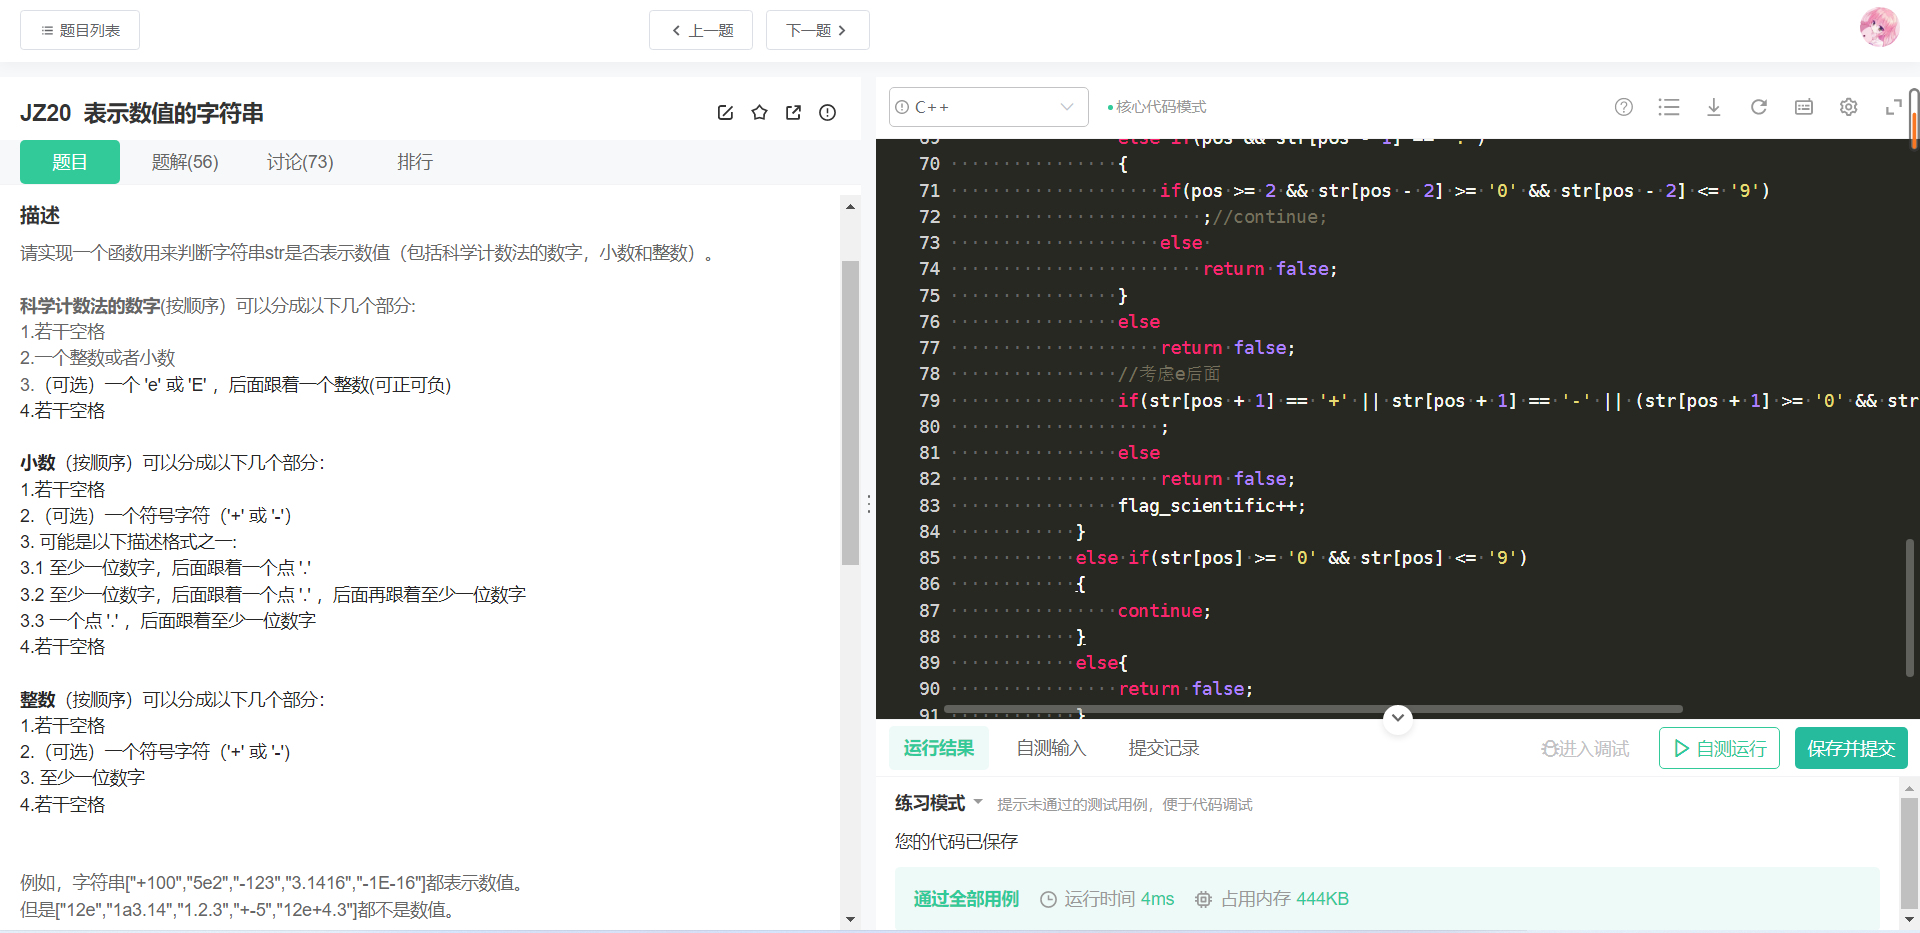 题目列表
上一题
下一题
JZ20 表示数值的字符串
题目 题解(56) 讨论(73) 排行
描述
请实现一个函数用来判断字符串str是否表示数值（包括科学计数法的数字，小数和整数）。
科学计数法的数字(按顺序）可以分成以下几个部分:
1.若干空格
2.一个整数或者小数
3.（可选）一个 'e' 或 'E' ，后面跟着一个整数(可正可负)
4.若干空格
小数（按顺序）可以分成以下几个部分：
1.若干空格
2.（可选）一个符号字符（'+' 或 '-'）
3. 可能是以下描述格式之一:
3.1 至少一位数字，后面跟着一个点 '.'
3.2 至少一位数字，后面跟着一个点 '.' ，后面再跟着至少一位数字
3.3 一个点 '.' ，后面跟着至少一位数字
4.若干空格
整数（按顺序）可以分成以下几个部分：
1.若干空格
2.（可选）一个符号字符（'+' 或 '-')
3. 至少一位数字
4.若干空格
例如，字符串["+100","5e2","-123","3.1416","-1E-16"]都表示数值。
但是["12e","1a3.14","1.2.3","+-5","12e+4.3"]都不是数值。
C++
核心代码模式
69 else if(pos && str[pos - 1] == '.')
70 {
71 if(pos >= 2 && str[pos - 2] >= '0' && str[pos - 2] <= '9')
72 ;//continue;
73 else
74 return false;
75 }
76 else
77 return false;
78 //考虑e后面
79 if(str[pos + 1] == '+' || str[pos + 1] == '-' || (str[pos + 1] >= '0' && str
80 ;
81 else
82 return false;
83 flag_scientific++;
84 }
85 else if(str[pos] >= '0' && str[pos] <= '9')
86 {
87 continue;
88 }
89 else{
90 return false;
91 }
运行结果 自测输入 提交记录 进入调试 自测运行 保存并提交
练习模式 提示未通过的测试用例，便于代码调试
您的代码已保存
通过全部用例 运行时间 4ms 占用内存 444KB